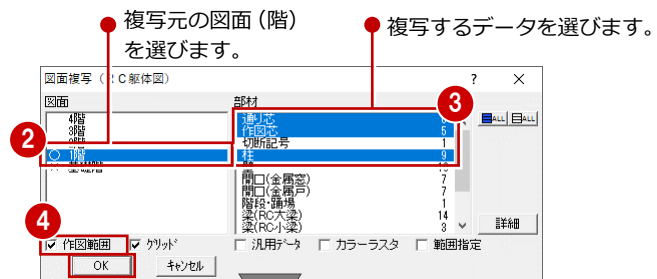 複写元の図面（階）
を選びます。
複写するデータを選びます。
図面複写（ＲＣ躯体図）
? ×
図面
部材
3
4階
3階
通り芯
作図芯 5
切断記号 1
2
1階
柱 9
ALL ALL
開口(金属窓) 7
開口(金属戸) 7
階段・踊場 1
梁(RC大梁) 14
梁(RC小梁) 3
詳細
4
作図範囲
グリッド
汎用データ
カラーラスタ
範囲指定
OK
キャンセル